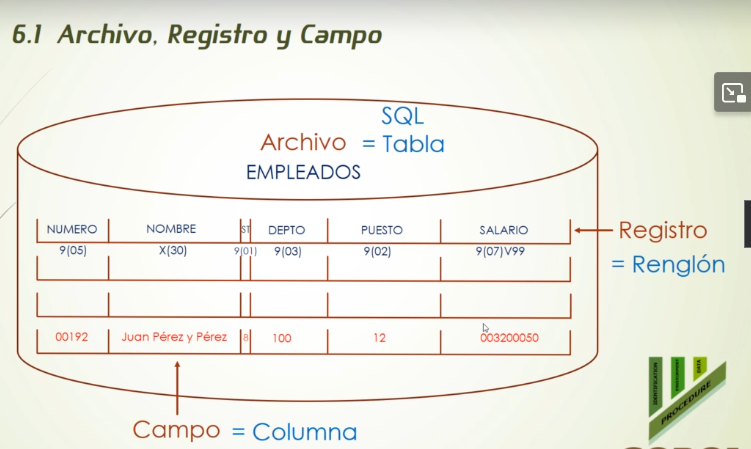 6.1 Archivo, Registro y Campo
SQL
Archivo = Tabla
EMPLEADOS
NUMERO NOMBRE ST DEPTO PUESTO SALARIO
Registro
9(05) X(30) 9(01) 9(03) 9(02) 9(07)V99
= Renglón
00192 Juan Pérez y Pérez 8 100 12 003200050
Campo = Columna
IDENTIFICATION
DATA
PROCEDURE